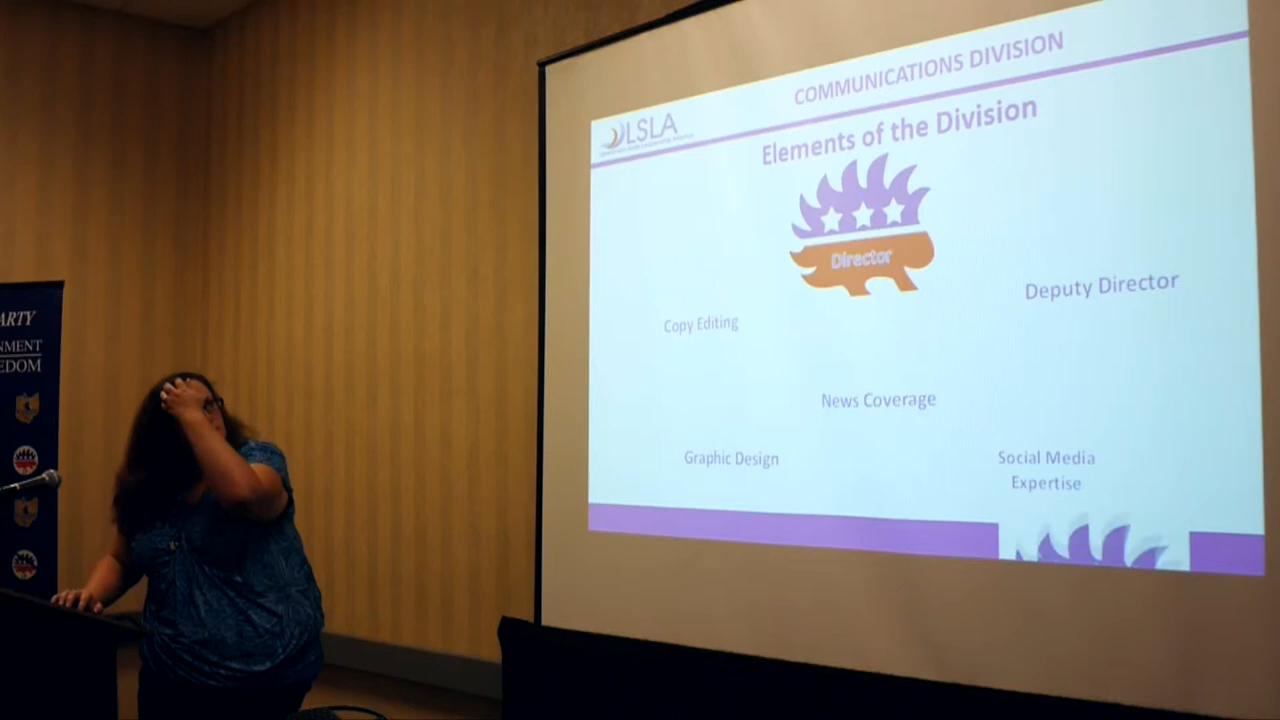 COMMUNICATIONS DIVISION
LSLA
Elements of the Division
Director
Deputy Director
Copy Editing
News Coverage
Graphic Design
Social Media
Expertise
ARTY
NMENT
EDOM